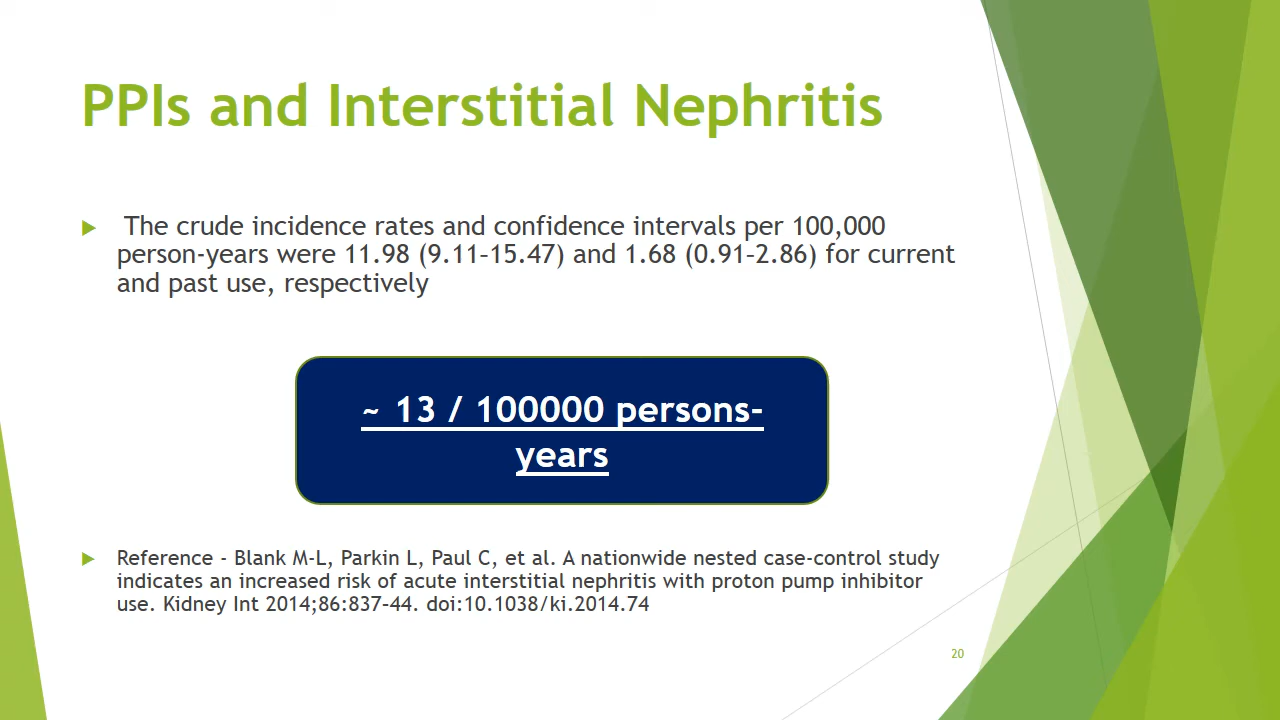 PPIs and Interstitial Nephritis
The crude incidence rates and confidence intervals per 100,000
person-years were 11.98 (9.11–15.47) and 1.68 (0.91–2.86) for current
and past use, respectively
~ 13 / 100000 persons-
years
Reference - Blank M-L, Parkin L, Paul C, et al. A nationwide nested case-control study
indicates an increased risk of acute interstitial nephritis with proton pump inhibitor
use. Kidney Int 2014;86:837–44. doi:10.1038/ki.2014.74
20